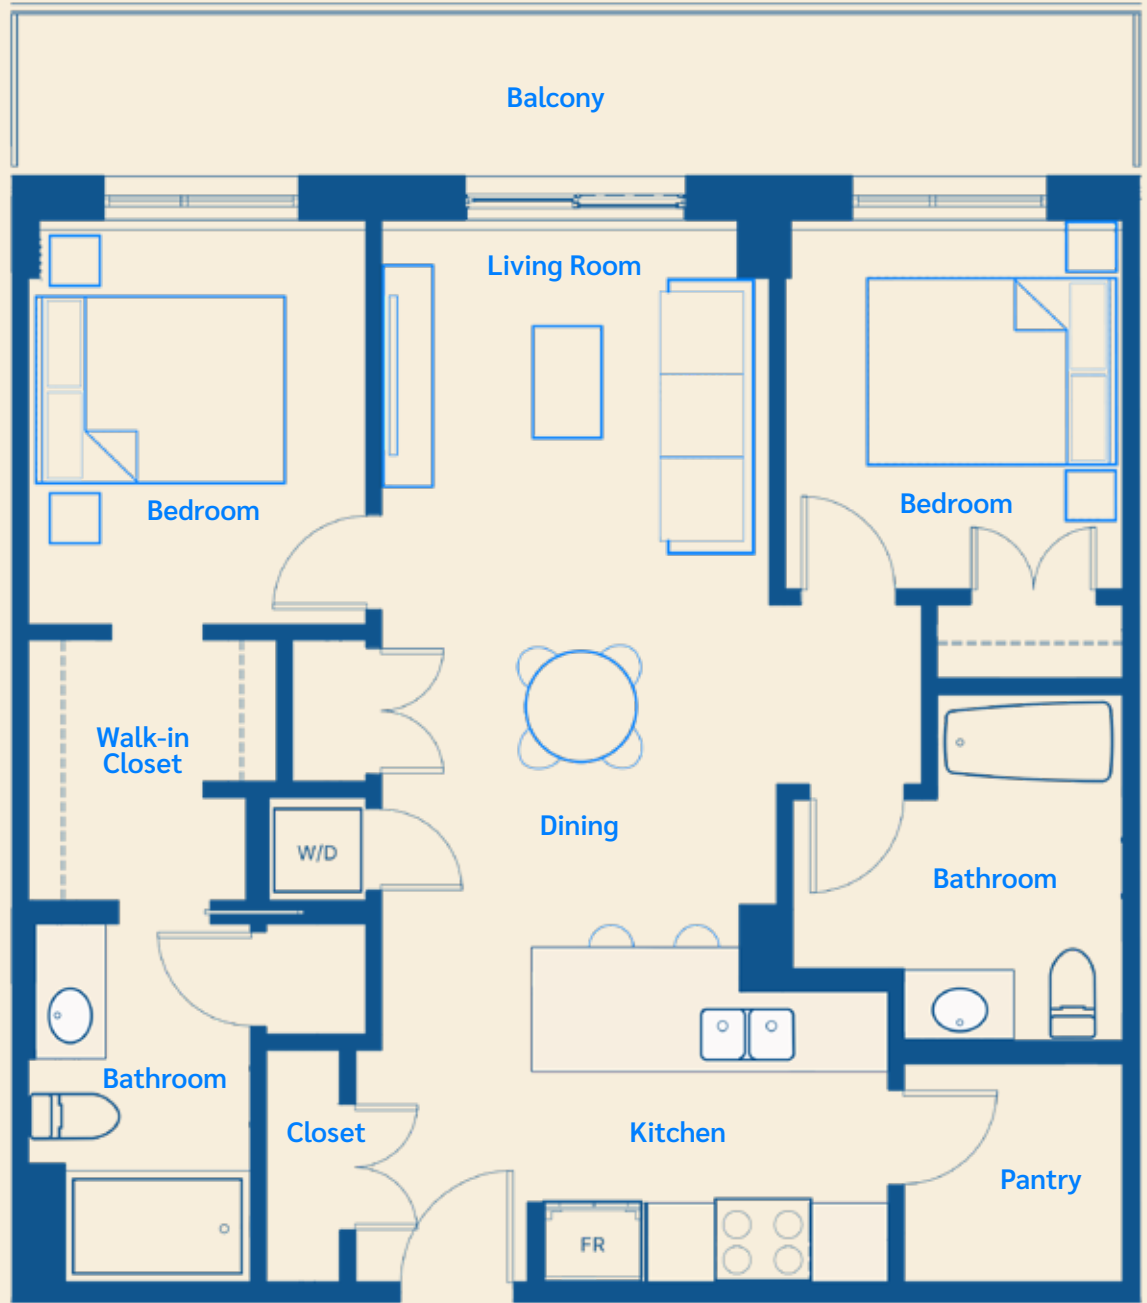 Balcony
Living Room
Bedroom
Bedroom
Walk-in
Closet
Dining
W/D
Bathroom
Bathroom
Closet
Kitchen
Pantry
FR